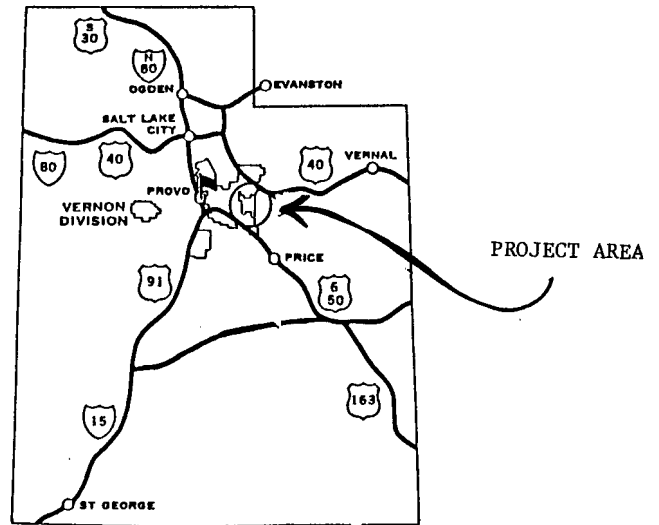 S
30
N
80
OGDEN
EVANSTON
SALT LAKE
CITY
80
40
40
VERNAL
PROVO
VERNON
DIVISION
PROJECT AREA
PRICE
91
6
50
15
163
ST GEORGE